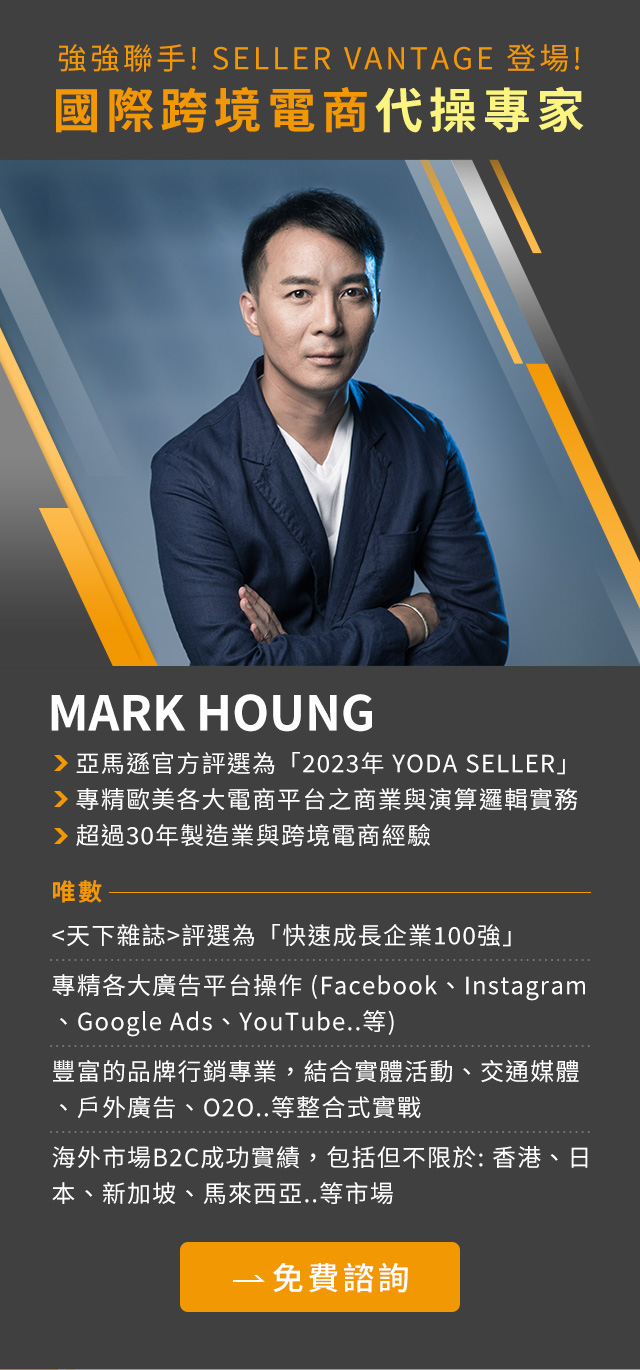 強強聯手! SELLER VANTAGE 登場!
國際跨境電商代操專家
MARK HOUNG
亞馬遜官方評選為「2023年 YODA SELLER」
專精歐美各大電商平台之商業與演算邏輯實務
超過30年製造業與跨境電商經驗
唯數
<天下雜誌>評選為「快速成長企業100強」
專精各大廣告平台操作 (Facebook、Instagram
、Google Ads、YouTube..等)
豐富的品牌行銷專業，結合實體活動、交通媒體
、戶外廣告、O2O..等整合式實戰
海外市場B2C成功實績，包括但不限於: 香港、日
本、新加坡、馬來西亞..等市場
→免費諮詢